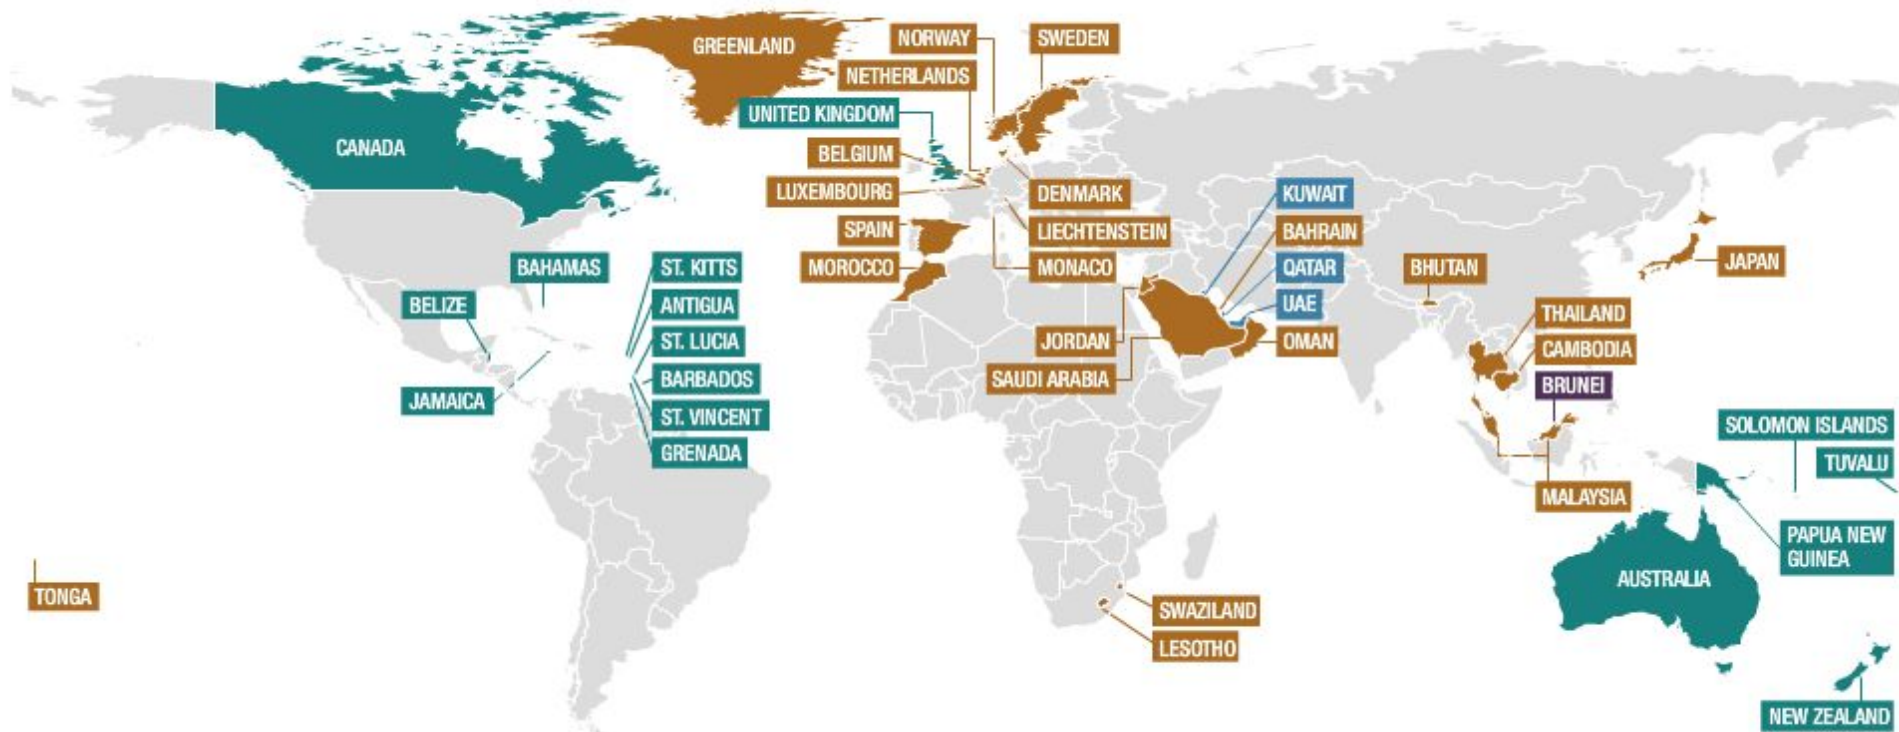 GREENLAND
NORWAY
SWEDEN
NETHERLANDS
UNITED KINGDOM
CANADA
BELGIUM
LUXEMBOURG
DENMARK
KUWAIT
SPAIN
LIECHTENSTEIN
BAHRAIN
BAHAMAS
ST. KITTS
MOROCCO
MONACO
QATAR
BHUTAN
JAPAN
BELIZE
ANTIGUA
UAE
THAILAND
ST. LUCIA
JORDAN
OMAN
CAMBODIA
BARBADOS
SAUDI ARABIA
BRUNEI
JAMAICA
ST. VINCENT
SOLOMON ISLANDS
GRENADA
TUVALU
MALAYSIA
PAPUA NEW
GUINEA
AUSTRALIA
TONGA
SWAZILAND
LESOTHO
NEW ZEALAND